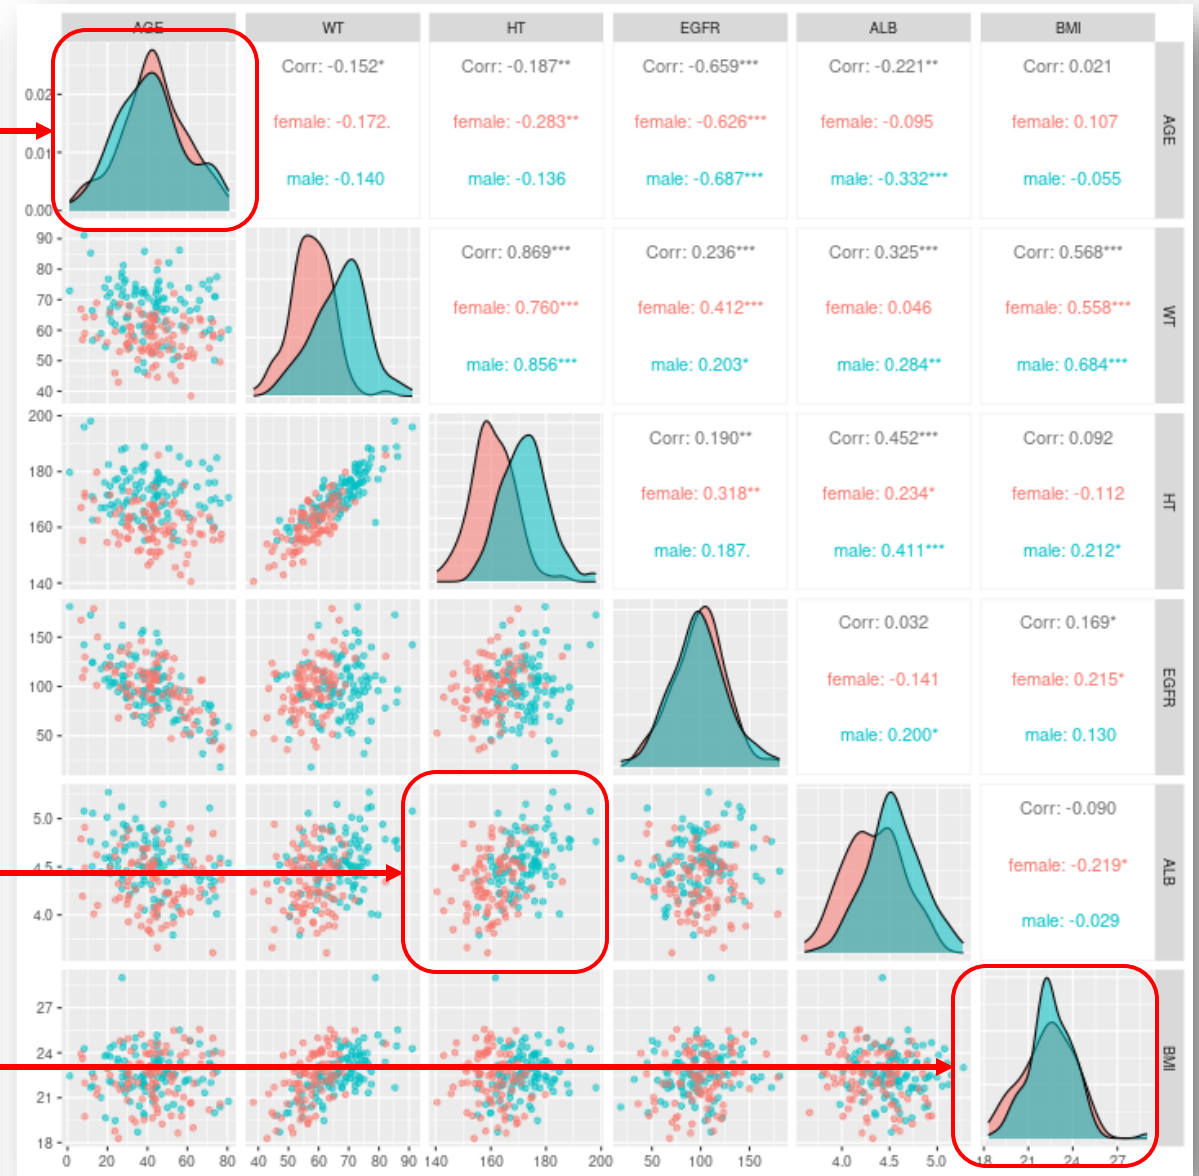 AGE WT HT EGFR ALB BMI
Corr: -0.152* Corr: -0.187** Corr: -0.659*** Corr: -0.221** Corr: 0.021
0.02
female: -0.172. female: -0.283** female: -0.626*** female: -0.095 female: 0.107 AGE
0.01
male: -0.140 male: -0.136 male: -0.687*** male: -0.332*** male: -0.055
0.00
90
Corr: 0.869*** Corr: 0.236*** Corr: 0.325*** Corr: 0.568***
80
70
female: 0.760*** female: 0.412*** female: 0.046 female: 0.558*** WT
60
50
male: 0.856*** male: 0.203* male: 0.284** male: 0.684***
40
200
Corr: 0.190** Corr: 0.452*** Corr: 0.092
180
female: 0.318** female: 0.234* female: -0.112 HT
160
male: 0.187. male: 0.411*** male: 0.212*
140
Corr: 0.032 Corr: 0.169*
150
female: -0.141 female: 0.215* EGFR
100
50 male: 0.200* male: 0.130
Corr: -0.090
5.0
4.5 female: -0.219* ALB
4.0 male: -0.029
27
24 BMI
21
18
0 20 40 60 80 40 50 60 70 80 90 140 160 180 200 50 100 150 4.0 4.5 5.0 18 21 24 27